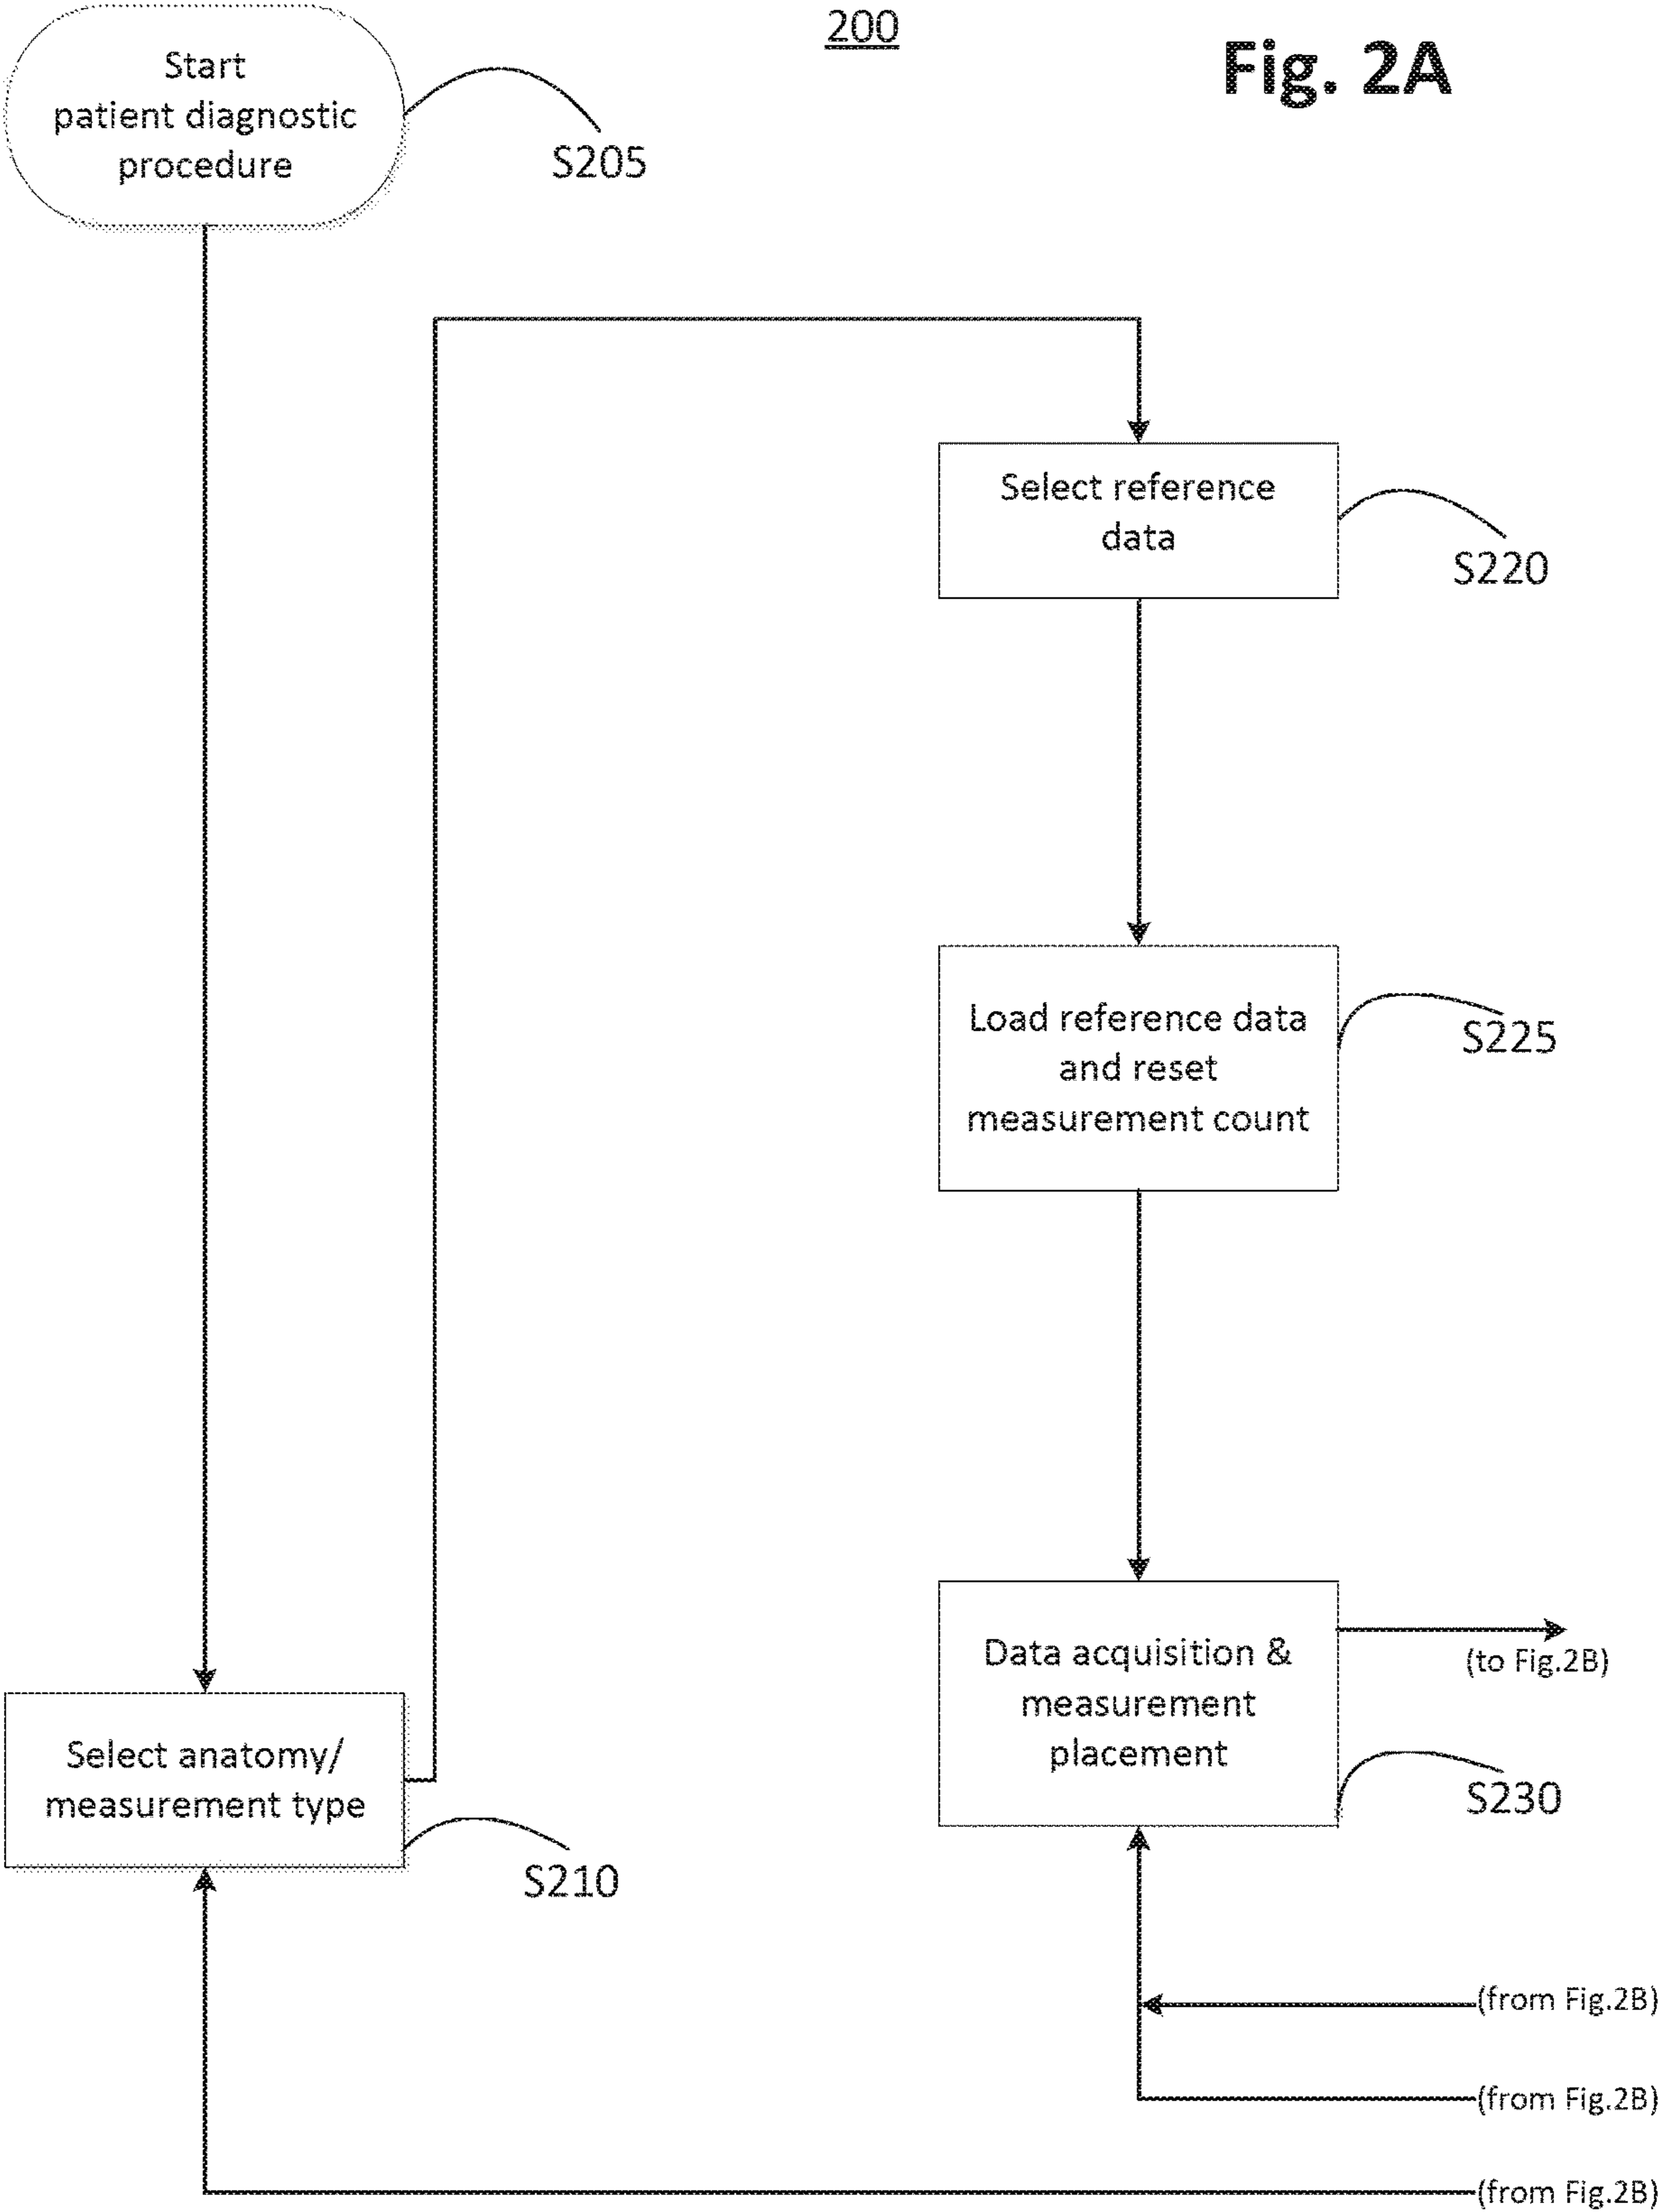 200
Fig. 2A
Start
patient diagnostic
procedure
S205
Select reference
data
S220
Load reference data
and reset
measurement count
S225
Data acquisition &
measurement
placement
(to Fig.2B)
S230
Select anatomy/
measurement type
S210
(from Fig.2B)
(from Fig.2B)
(from Fig.2B)